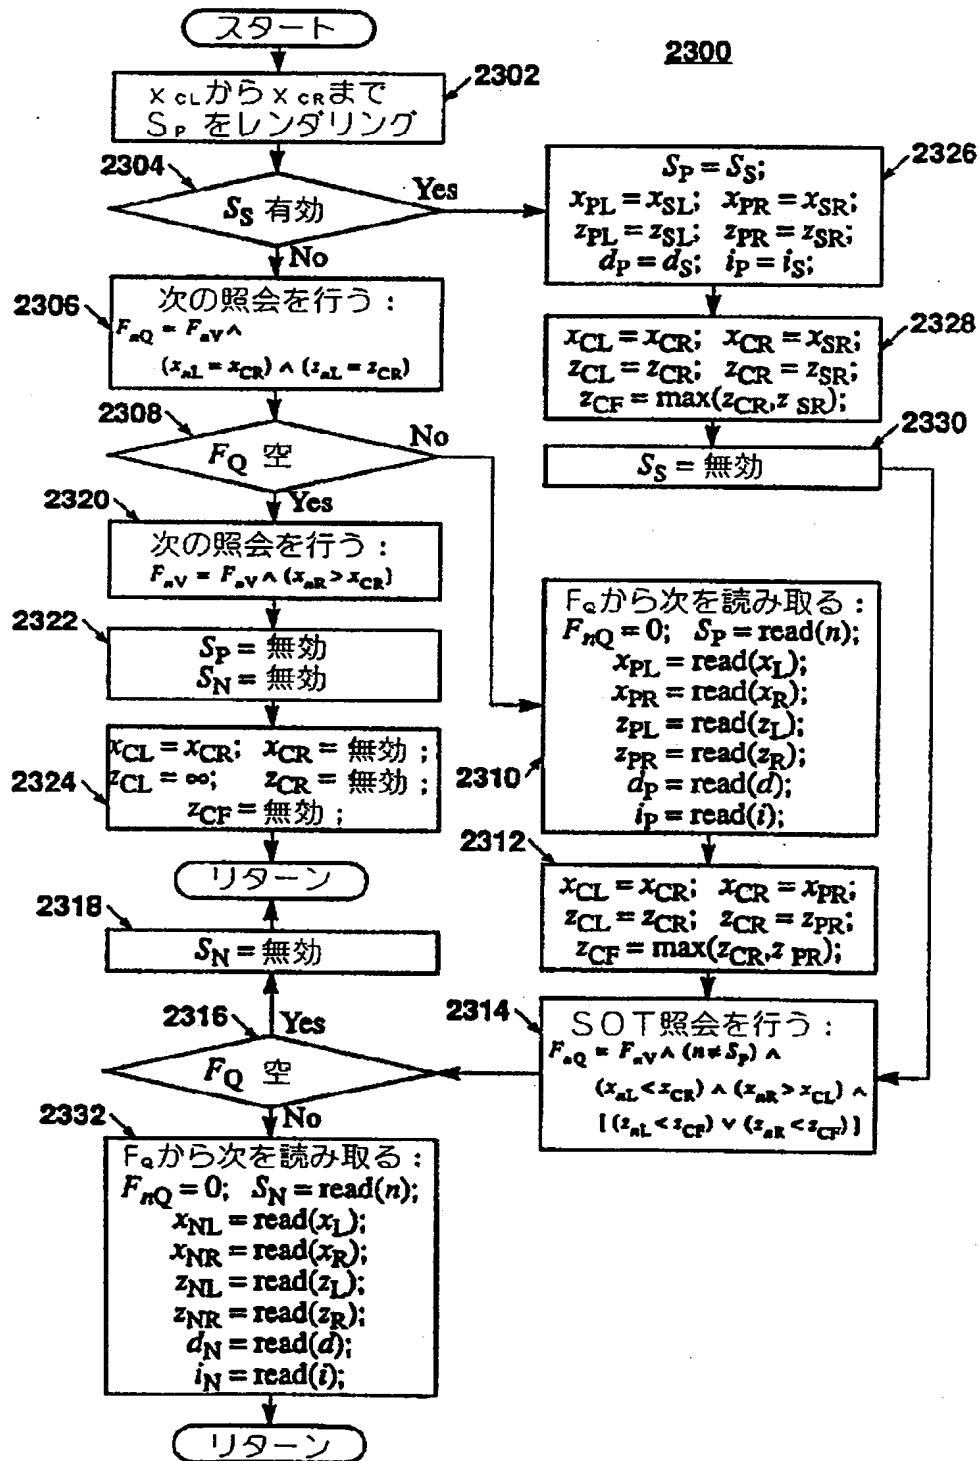 スタート
2300
2302
x CLからx CRまで
S P をレンダリング
2304
S_S 有効
Yes
No
2326
S_P = S_S;
x_PL = x_SL; x_PR = x_SR;
z_PL = z_SL; z_PR = z_SR;
d_P = d_S; i_P = i_S;
2306
次の照会を行う:
F_nQ = F_nV ∧
(x_nL = x_CR) ∧ (z_nL = z_CR)
2328
x_CL = x_CR; x_CR = x_SR;
z_CL = z_CR; z_CR = z_SR;
z_CF = max(z_CR, z_SR);
2308
F_Q 空
No
Yes
2330
S_S = 無効
2320
次の照会を行う:
F_nV = F_nV ∧ (x_nR > x_CR)
2322
S_P = 無効
S_N = 無効
2324
x_CL = x_CR; x_CR = 無効 ;
z_CL = ∞; z_CR = 無効 ;
z_CF = 無効 ;
リターン
2310
F_Qから次を読み取る:
F_nQ = 0; S_P = read(n);
x_PL = read(x_L);
x_PR = read(x_R);
z_PL = read(z_L);
z_PR = read(z_R);
d_P = read(d);
i_P = read(i);
2312
x_CL = x_CR; x_CR = x_PR;
z_CL = z_CR; z_CR = z_PR;
z_CF = max(z_CR, z_PR);
2314
SOT照会を行う:
F_nQ = F_nV ∧ (n ≠ S_P) ∧
(x_nL < x_CR) ∧ (x_nR > x_CL) ∧
[(z_nL < z_CF) ∨ (z_nR < z_CF)]
2318
S_N = 無効
2316
Yes
F_Q 空
No
2332
F_Qから次を読み取る:
F_nQ = 0; S_N = read(n);
x_NL = read(x_L);
x_NR = read(x_R);
z_NL = read(z_L);
z_NR = read(z_R);
d_N = read(d);
i_N = read(i);
リターン